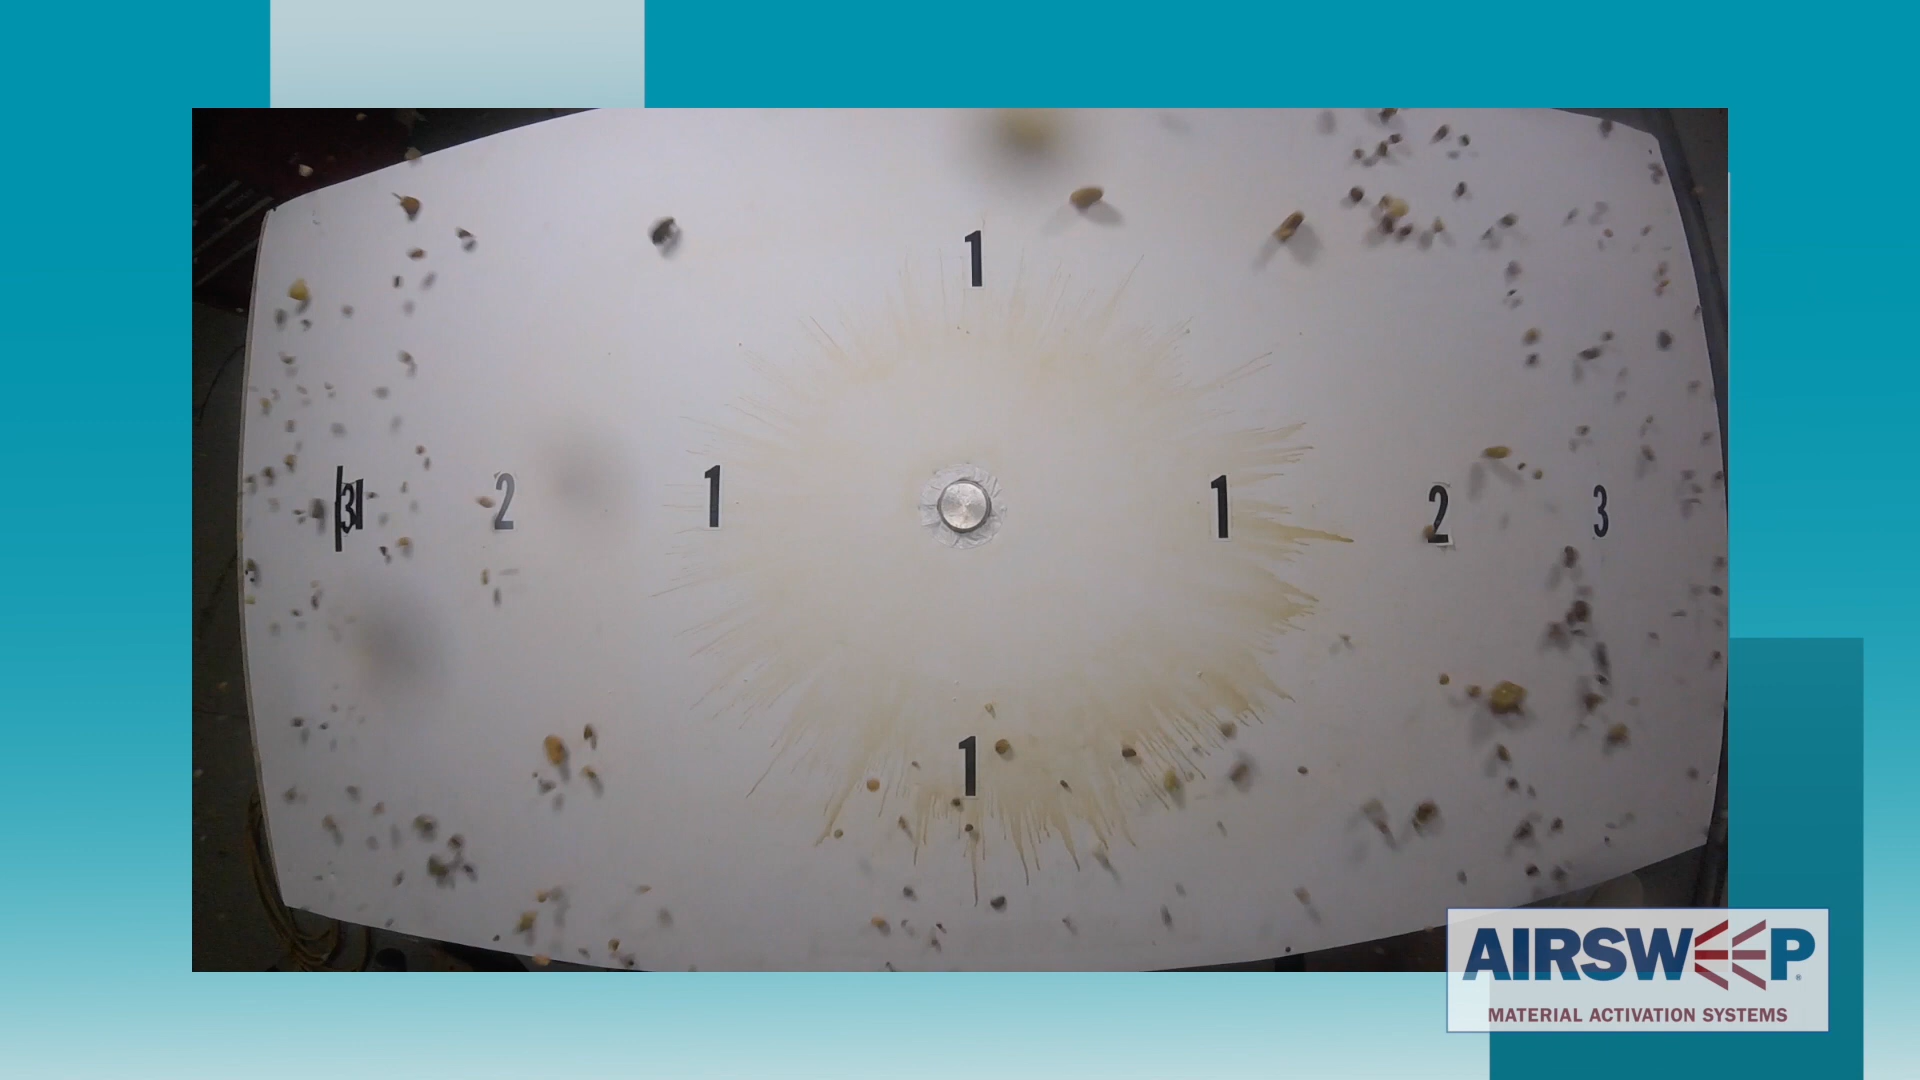 1
3 2 1 1 2 3
1
AIRSWEEP
MATERIAL ACTIVATION SYSTEMS